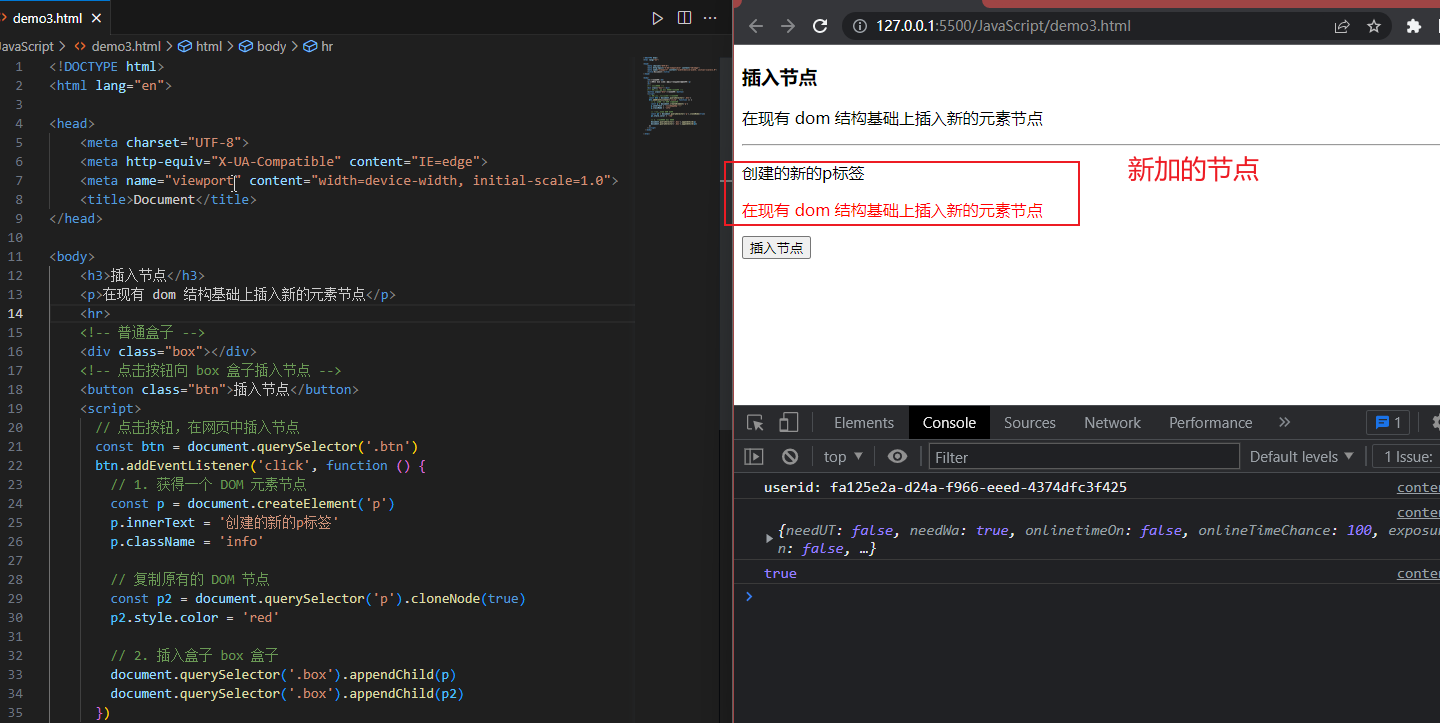 demo3.html
JavaScript > demo3.html > html > body > hr
1 <!DOCTYPE html>
2 <html lang="en">
3
4 <head>
5 <meta charset="UTF-8">
6 <meta http-equiv="X-UA-Compatible" content="IE=edge">
7 <meta name="viewport" content="width=device-width, initial-scale=1.0">
8 <title>Document</title>
9 </head>
10
11 <body>
12 <h3>插入节点</h3>
13 <p>在现有 dom 结构基础上插入新的元素节点</p>
14 <hr>
15 <!-- 普通盒子 -->
16 <div class="box"></div>
17 <!-- 点击按钮向 box 盒子插入节点 -->
18 <button class="btn">插入节点</button>
19 <script>
20 // 点击按钮，在网页中插入节点
21 const btn = document.querySelector('.btn')
22 btn.addEventListener('click', function () {
23 // 1. 获得一个 DOM 元素节点
24 const p = document.createElement('p')
25 p.innerText = '创建的新的p标签'
26 p.className = 'info'
27
28 // 复制原有的 DOM 节点
29 const p2 = document.querySelector('p').cloneNode(true)
30 p2.style.color = 'red'
31
32 // 2. 插入盒子 box 盒子
33 document.querySelector('.box').appendChild(p)
34 document.querySelector('.box').appendChild(p2)
35 })
127.0.0.1:5500/JavaScript/demo3.html
插入节点
在现有 dom 结构基础上插入新的元素节点
创建的新的p标签
新加的节点
在现有 dom 结构基础上插入新的元素节点
插入节点
Elements Console Sources Network Performance » 1
top Filter Default levels 1 Issue:
userid: fa125e2a-d24a-f966-eeed-4374dfc3f425 conter
conter
{needUT: false, needWa: true, onlinetimeOn: false, onlineTimeChance: 100, exposur
n: false, …}
true conter